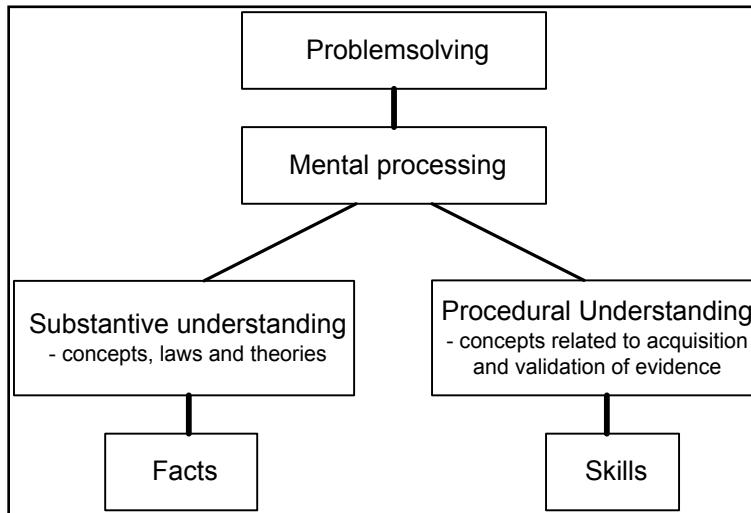 Problemsolving
Mental processing
Substantive understanding
- concepts, laws and theories
Procedural Understanding
- concepts related to acquisition
and validation of evidence
Facts
Skills